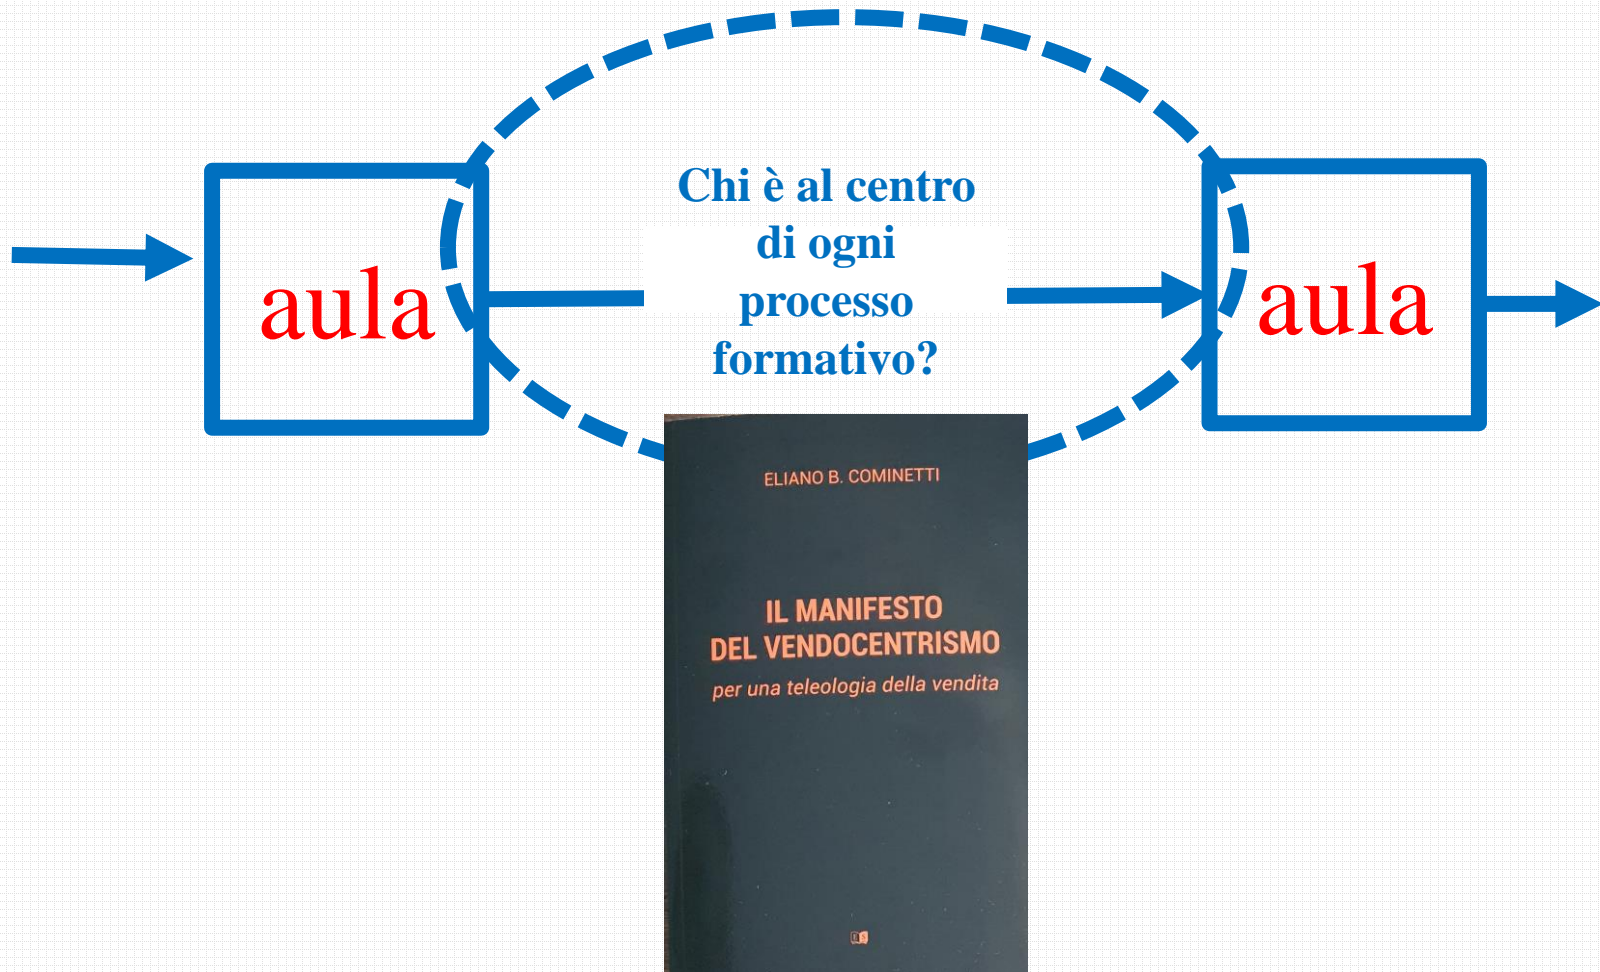 Chi è al centro
di ogni
processo
formativo?
aula
aula
ELIANO B. COMINETTI
IL MANIFESTO
DEL VENDOCENTRISMO
per una teleologia della vendita